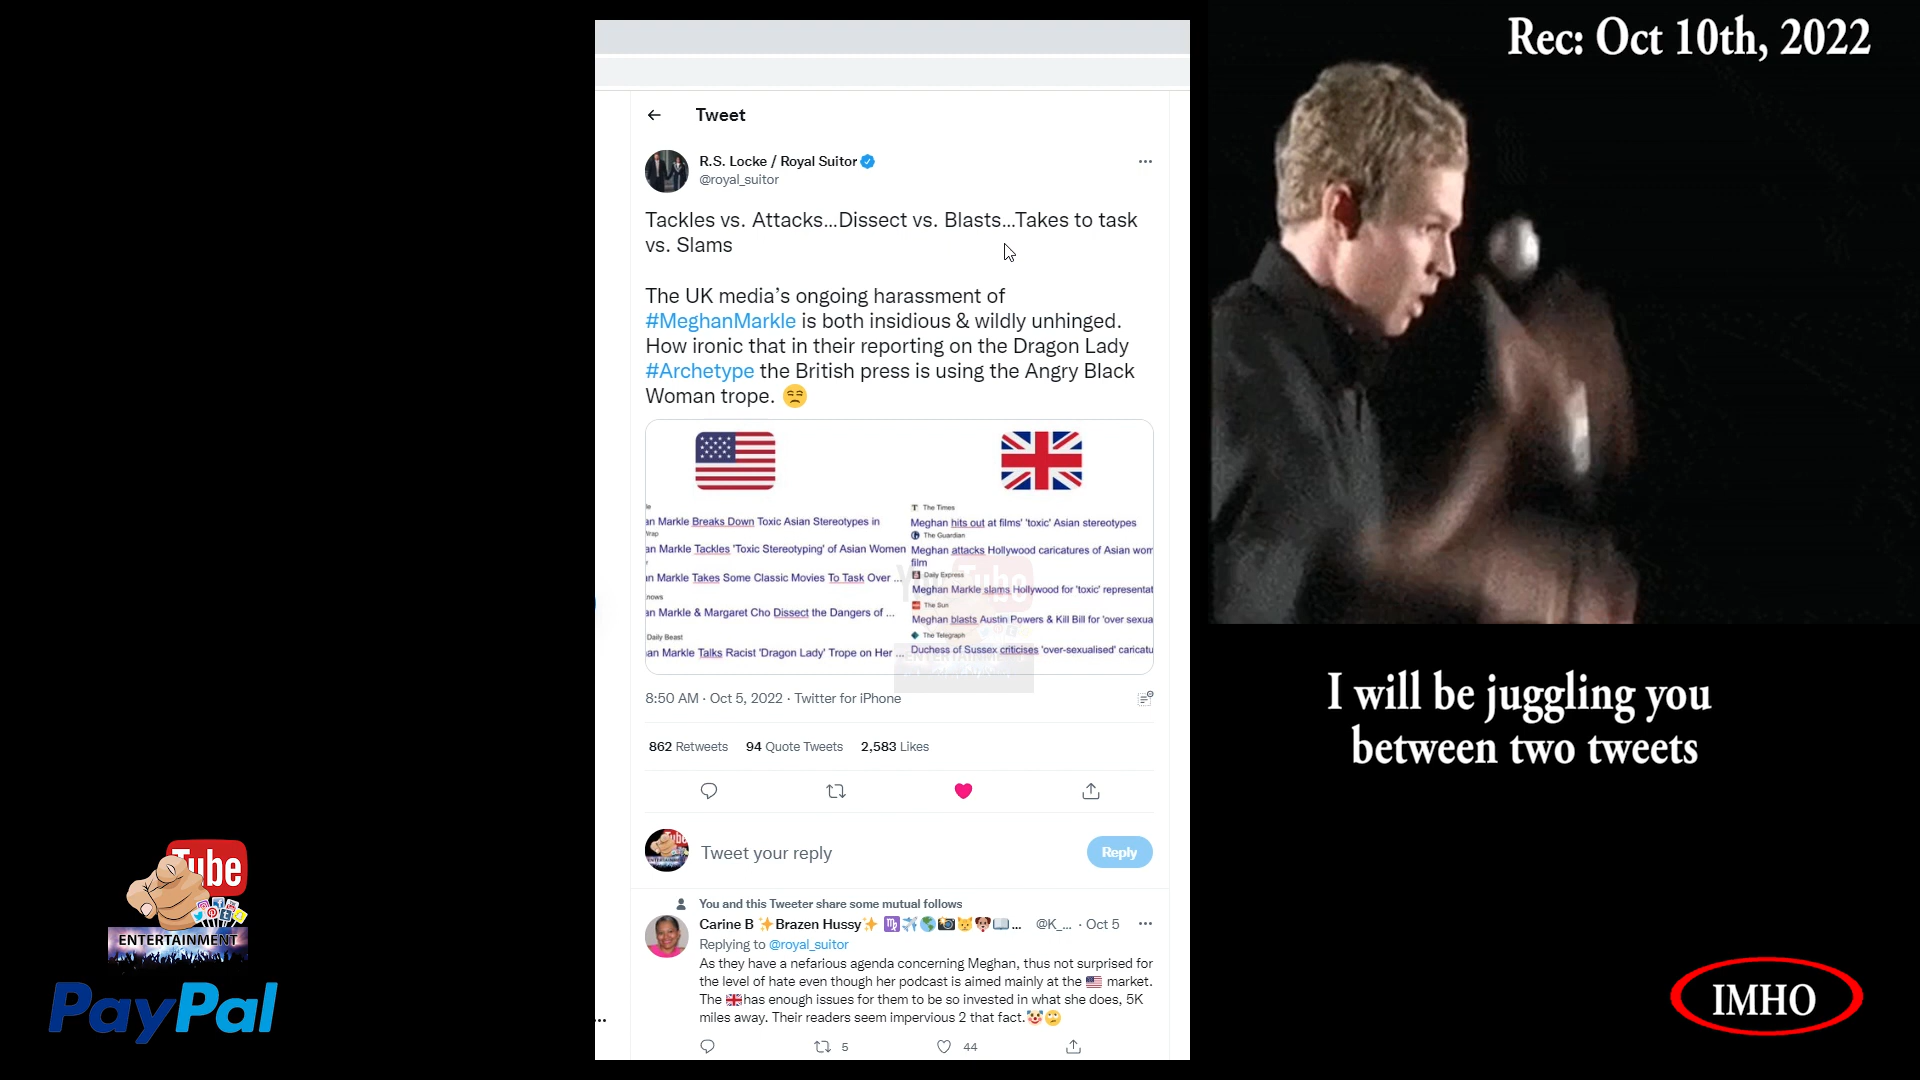 Rec: Oct 10th, 2022
Tweet
R.S. Locke / Royal Suitor
@royal_suitor
Tackles vs. Attacks...Dissect vs. Blasts...Takes to task
vs. Slams
The UK media’s ongoing harassment of
#MeghanMarkle is both insidious & wildly unhinged.
How ironic that in their reporting on the Dragon Lady
#Archetype the British press is using the Angry Black
Woman trope. 😒
an Markle Breaks Down Toxic Asian Stereotypes in
an Markle Tackles 'Toxic Stereotyping' of Asian Women
n Markle Takes Some Classic Movies To Task Over ...
nows
an Markle & Margaret Cho Dissect the Dangers of ...
Daily Beast
an Markle Talks Racist 'Dragon Lady' Trope on Her ...
The Times
Meghan hits out at films' 'toxic' Asian stereotypes
The Guardian
Meghan attacks Hollywood caricatures of Asian wom
film
Daily Express
Meghan Markle slams Hollywood for 'toxic' representat
The Sun
Meghan blasts Austin Powers & Kill Bill for 'over sexua
The Telegraph
Duchess of Sussex criticises 'over-sexualised' caricatu
8:50 AM · Oct 5, 2022 · Twitter for iPhone
862 Retweets 94 Quote Tweets 2,583 Likes
Tweet your reply
Reply
You and this Tweeter share some mutual follows
Carine B ✨Brazen Hussy✨ ♍✈️🌎📸😼🐶📖... @K_... · Oct 5
Replying to @royal_suitor
As they have a nefarious agenda concerning Meghan, thus not surprised for
the level of hate even though her podcast is aimed mainly at the 🇺🇸 market.
The 🇬🇧has enough issues for them to be so invested in what she does, 5K
miles away. Their readers seem impervious 2 that fact.🤡🙄
5 44
I will be juggling you
between two tweets
Tube
ENTERTAINMENT
PayPal
IMHO